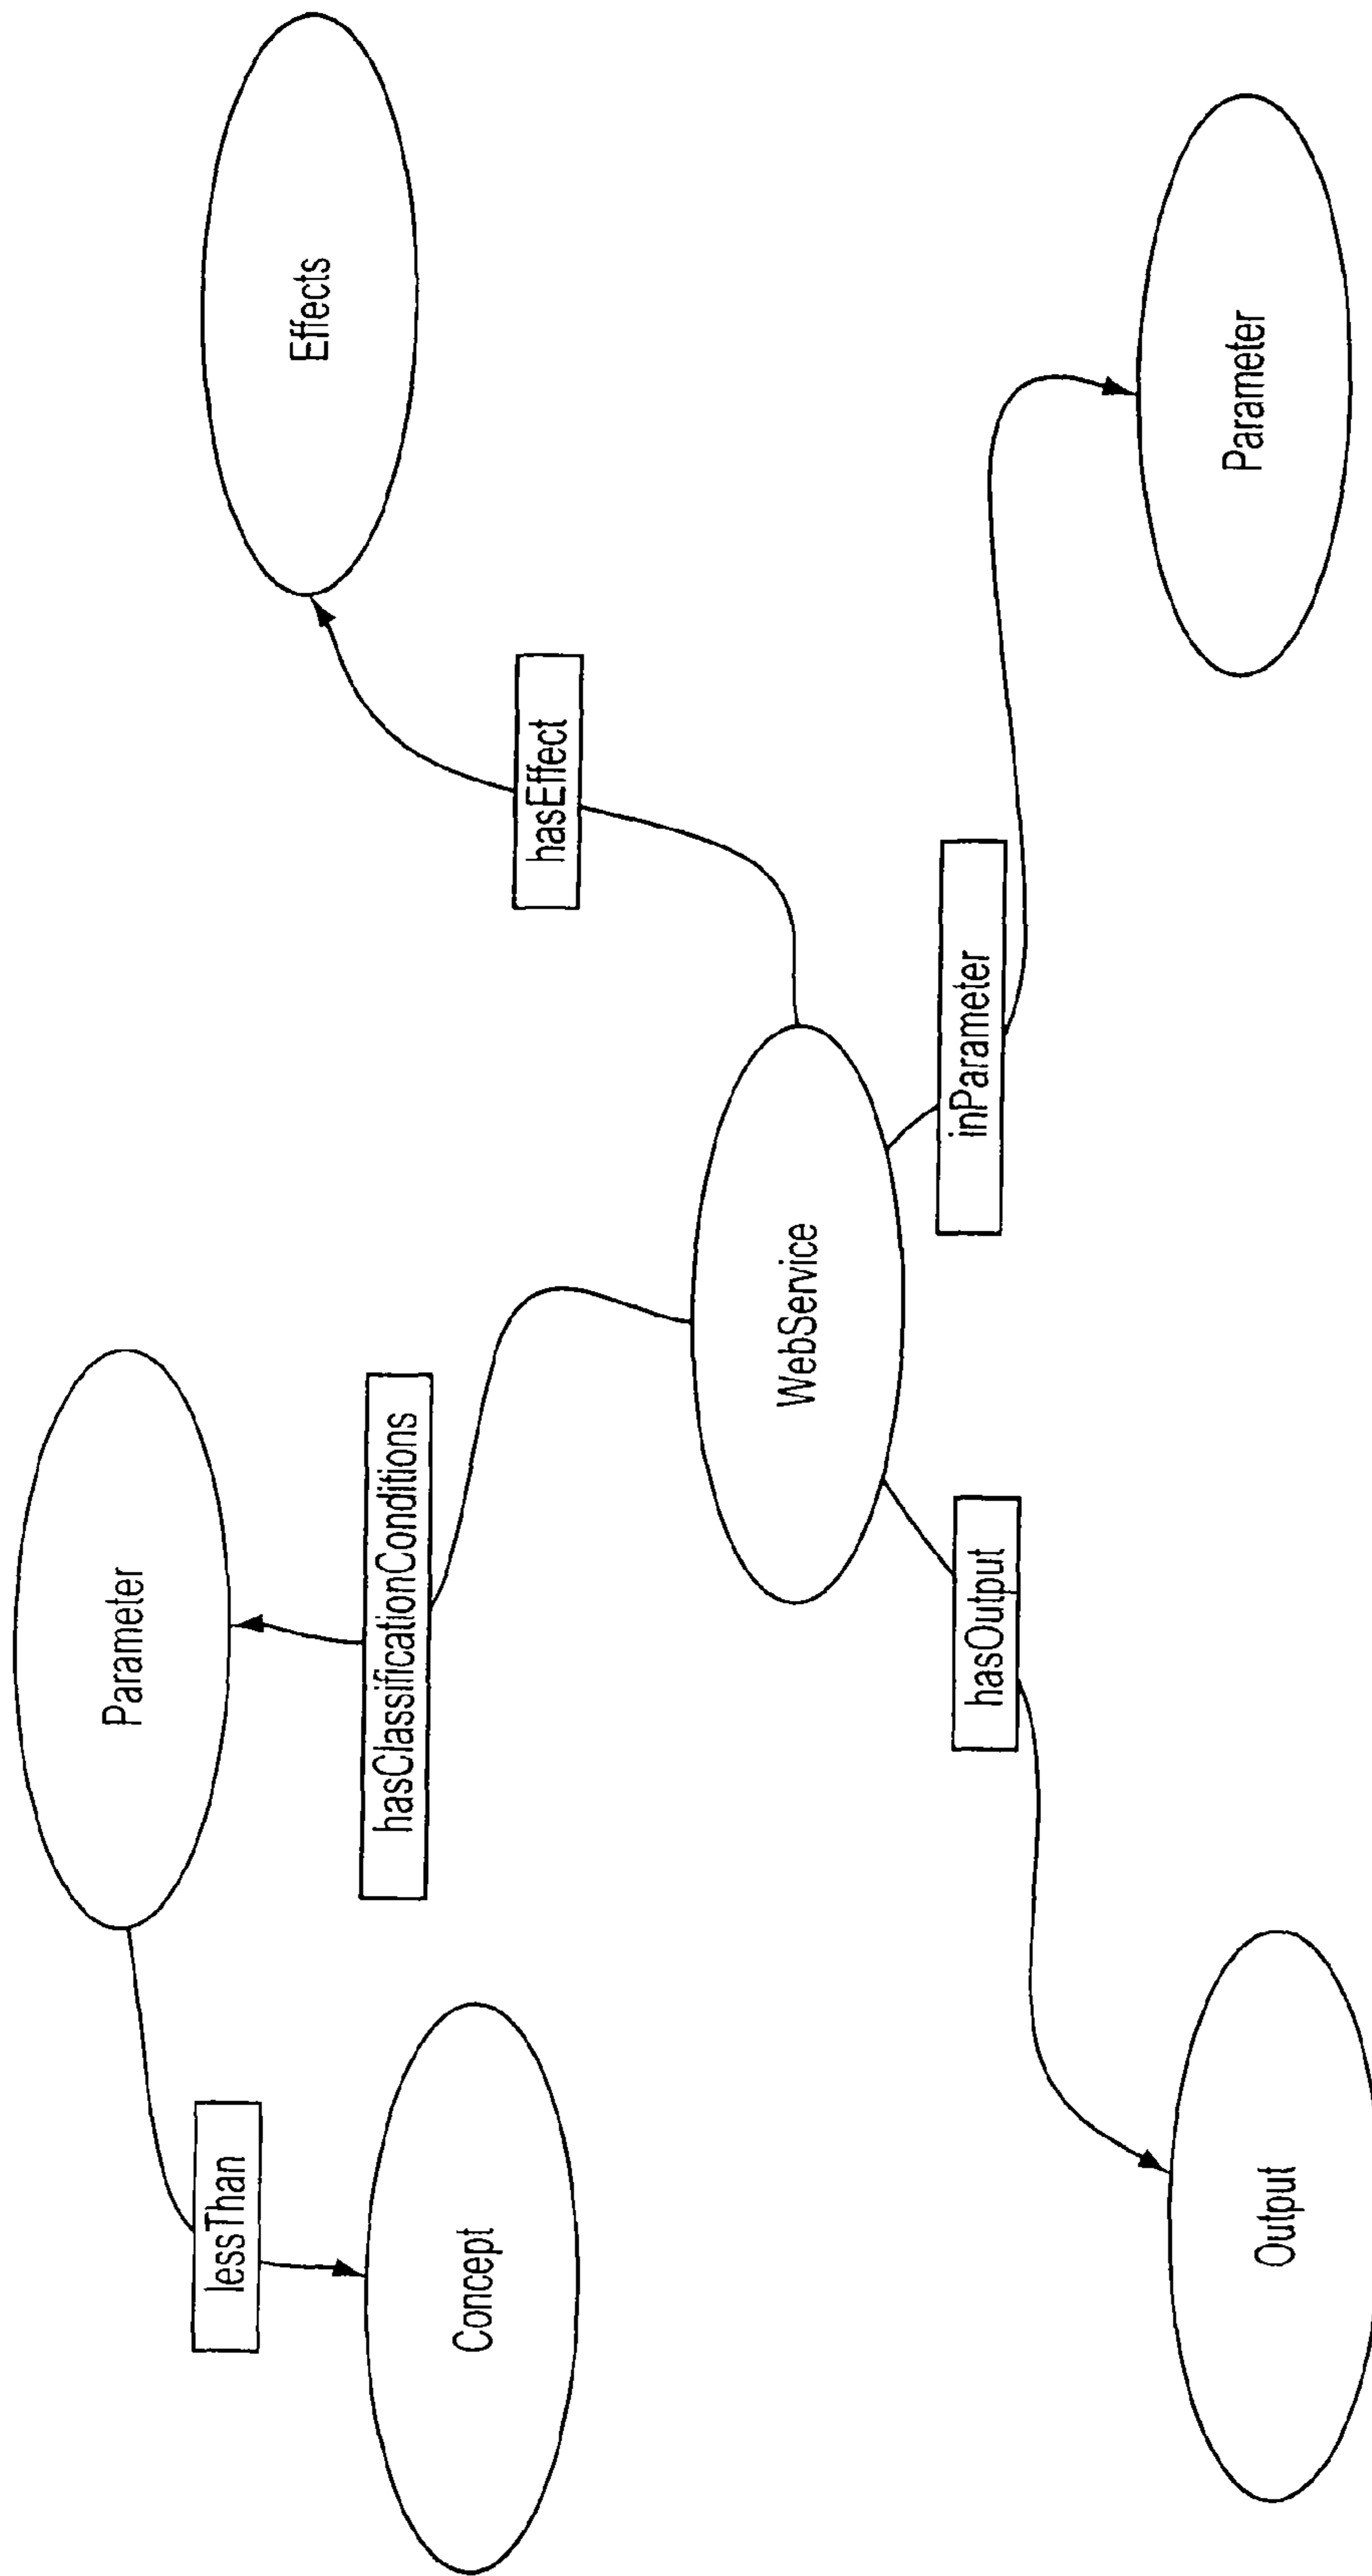 Parameter
Effects
lessThan
hasClassificationConditions
hasEffect
Concept
WebService
hasOutput
inParameter
Output
Parameter